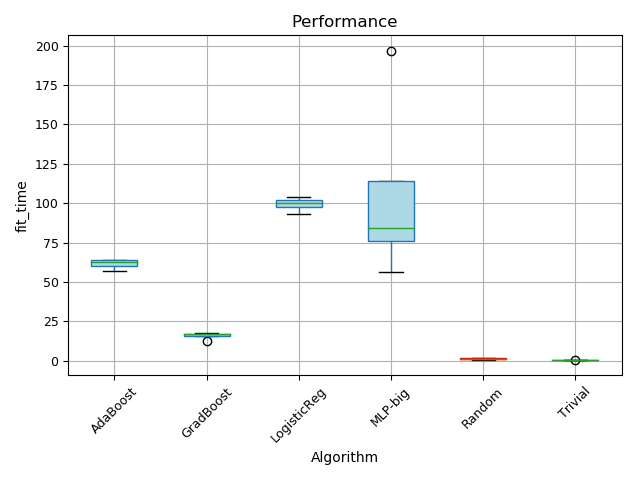 Performance
200
175
150
125
100
75
50
25
0
fit_time
AdaBoost
GradBoost
LogisticReg
MLP-big
Random
Trivial
Algorithm